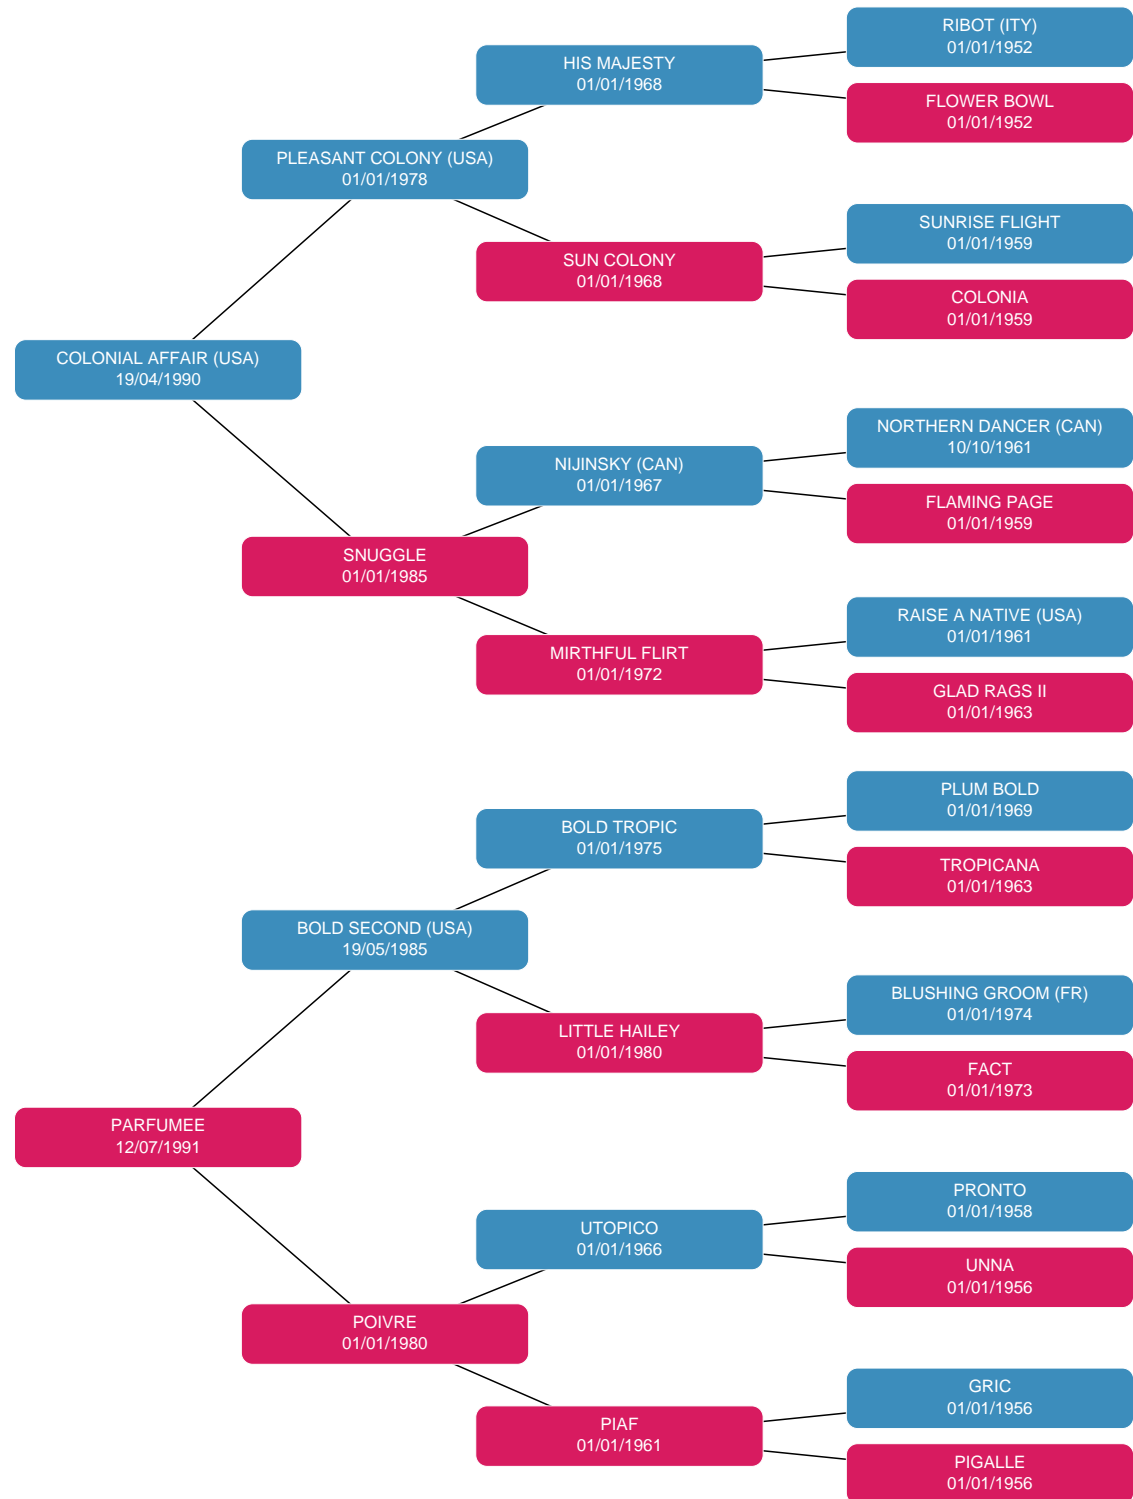 RIBOT (ITY)
01/01/1952
HIS MAJESTY
01/01/1968
FLOWER BOWL
01/01/1952
PLEASANT COLONY (USA)
01/01/1978
SUNRISE FLIGHT
01/01/1959
SUN COLONY
01/01/1968
COLONIA
01/01/1959
COLONIAL AFFAIR (USA)
19/04/1990
NORTHERN DANCER (CAN)
10/10/1961
NIJINSKY (CAN)
01/01/1967
FLAMING PAGE
01/01/1959
SNUGGLE
01/01/1985
RAISE A NATIVE (USA)
01/01/1961
MIRTHFUL FLIRT
01/01/1972
GLAD RAGS II
01/01/1963
PLUM BOLD
01/01/1969
BOLD TROPIC
01/01/1975
TROPICANA
01/01/1963
BOLD SECOND (USA)
19/05/1985
BLUSHING GROOM (FR)
01/01/1974
LITTLE HAILEY
01/01/1980
FACT
01/01/1973
PARFUMEE
12/07/1991
PRONTO
01/01/1958
UTOPICO
01/01/1966
UNNA
01/01/1956
POIVRE
01/01/1980
GRIC
01/01/1956
PIAF
01/01/1961
PIGALLE
01/01/1956